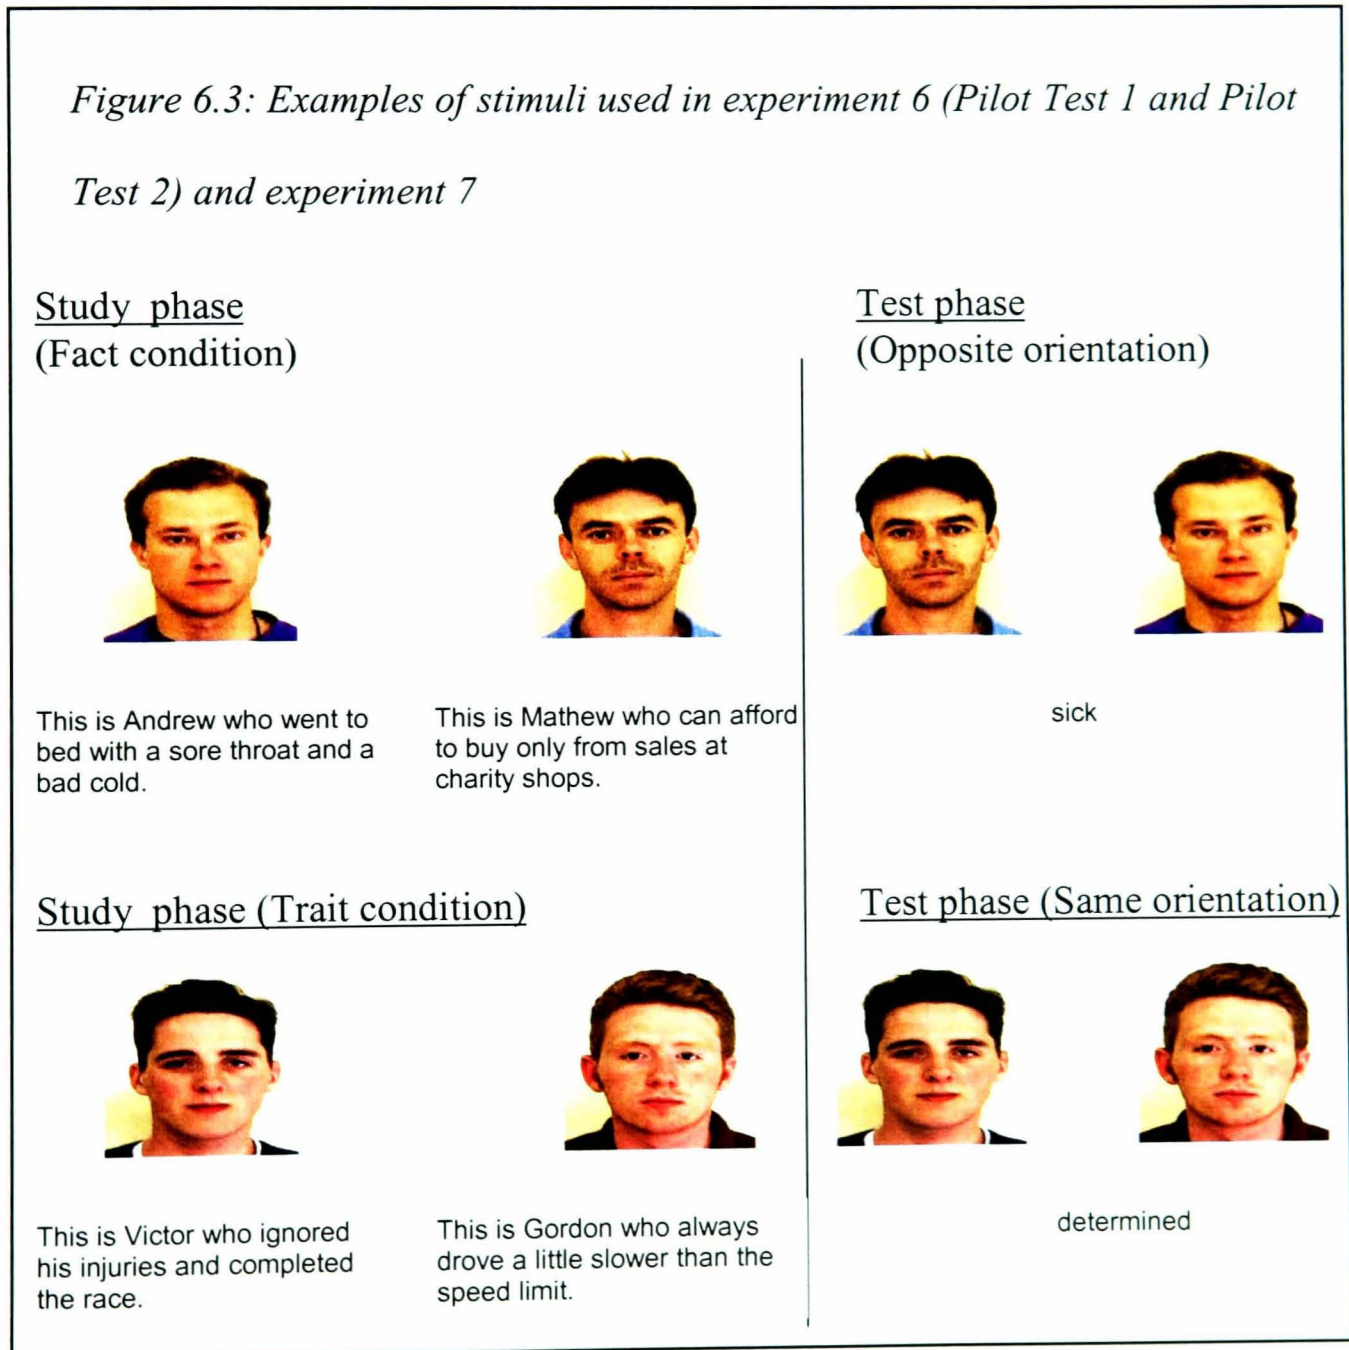 Figure 6.3: Examples of stimuli used in experiment 6 (Pilot Test 1 and Pilot
Test 2) and experiment 7
Study phase
(Fact condition)
Test phase
(Opposite orientation)
This is Andrew who went to
bed with a sore throat and a
bad cold.
This is Mathew who can afford
to buy only from sales at
charity shops.
sick
Study phase (Trait condition)
Test phase (Same orientation)
This is Victor who ignored
his injuries and completed
the race.
This is Gordon who always
drove a little slower than the
speed limit.
determined